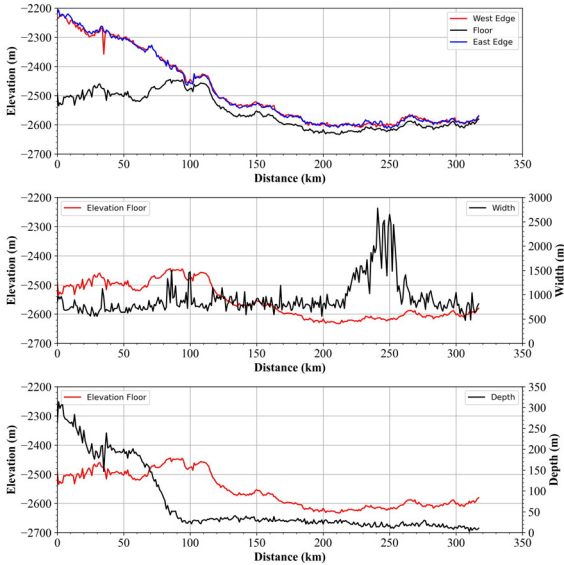 −2200
−2300
−2400
−2500
−2600
−2700
Elevation (m)
West Edge
Floor
East Edge
0 50 100 150 200 250 300 350
Distance (km)
−2200
−2300
−2400
−2500
−2600
−2700
Elevation (m)
Elevation Floor
Width
3000
2500
2000
1500
1000
500
0
Width (m)
0 50 100 150 200 250 300 350
Distance (km)
−2200
−2300
−2400
−2500
−2600
−2700
Elevation (m)
Elevation Floor
Depth
350
300
250
200
150
100
50
0
Depth (m)
0 50 100 150 200 250 300 350
Distance (km)